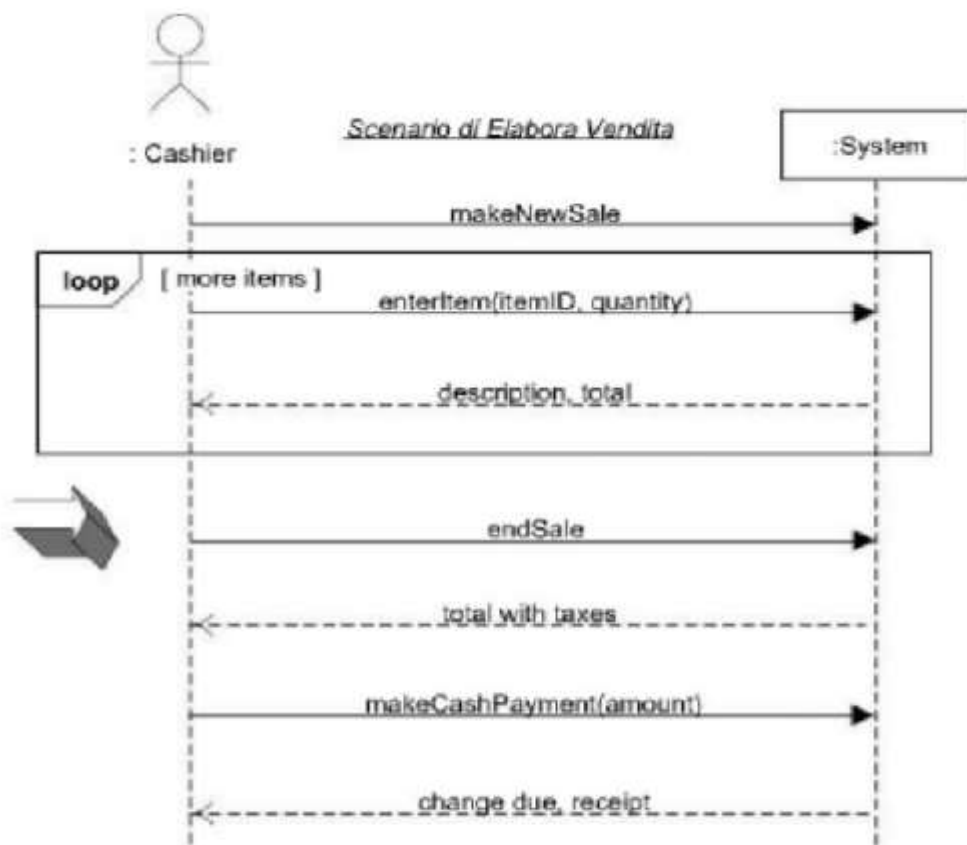 Scenario di Elabora Vendita
: Cashier
:System
makeNewSale
loop
[ more items ]
enterItem(itemID, quantity)
description, total
endSale
total with taxes
makeCashPayment(amount)
change due, receipt